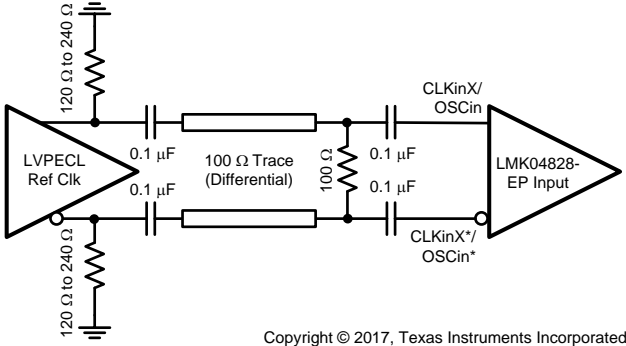 120 Ω to 240 Ω
CLKinX/
OSCin
LVPECL
Ref Clk
0.1 µF
0.1 µF
100 Ω Trace
(Differential)
100 Ω
0.1 µF
0.1 µF
LMK04828-
EP Input
CLKinX*/
OSCin*
120 Ω to 240 Ω
Copyright © 2017, Texas Instruments Incorporated